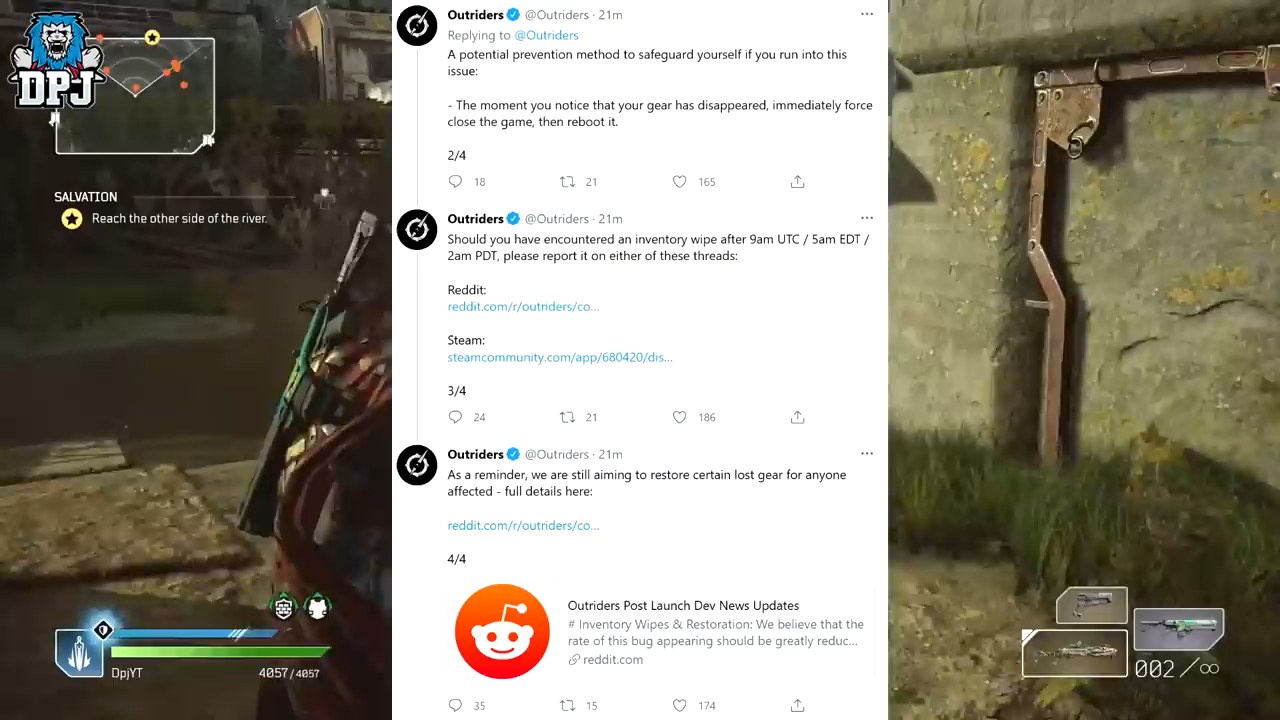 DPJ
SALVATION
Reach the other side of the river.
DpjYT
4057/4057
Outriders @Outriders · 21m
Replying to @Outriders
A potential prevention method to safeguard yourself if you run into this
issue:
- The moment you notice that your gear has disappeared, immediately force
close the game, then reboot it.
2/4
18 21 165
Outriders @Outriders · 21m
Should you have encountered an inventory wipe after 9am UTC / 5am EDT /
2am PDT, please report it on either of these threads:
Reddit:
reddit.com/r/outriders/co...
Steam:
steamcommunity.com/app/680420/dis...
3/4
24 21 186
Outriders @Outriders · 21m
As a reminder, we are still aiming to restore certain lost gear for anyone
affected - full details here:
reddit.com/r/outriders/co...
4/4
Outriders Post Launch Dev News Updates
# Inventory Wipes & Restoration: We believe that the
rate of this bug appearing should be greatly reduc...
reddit.com
35 15 174
002/∞